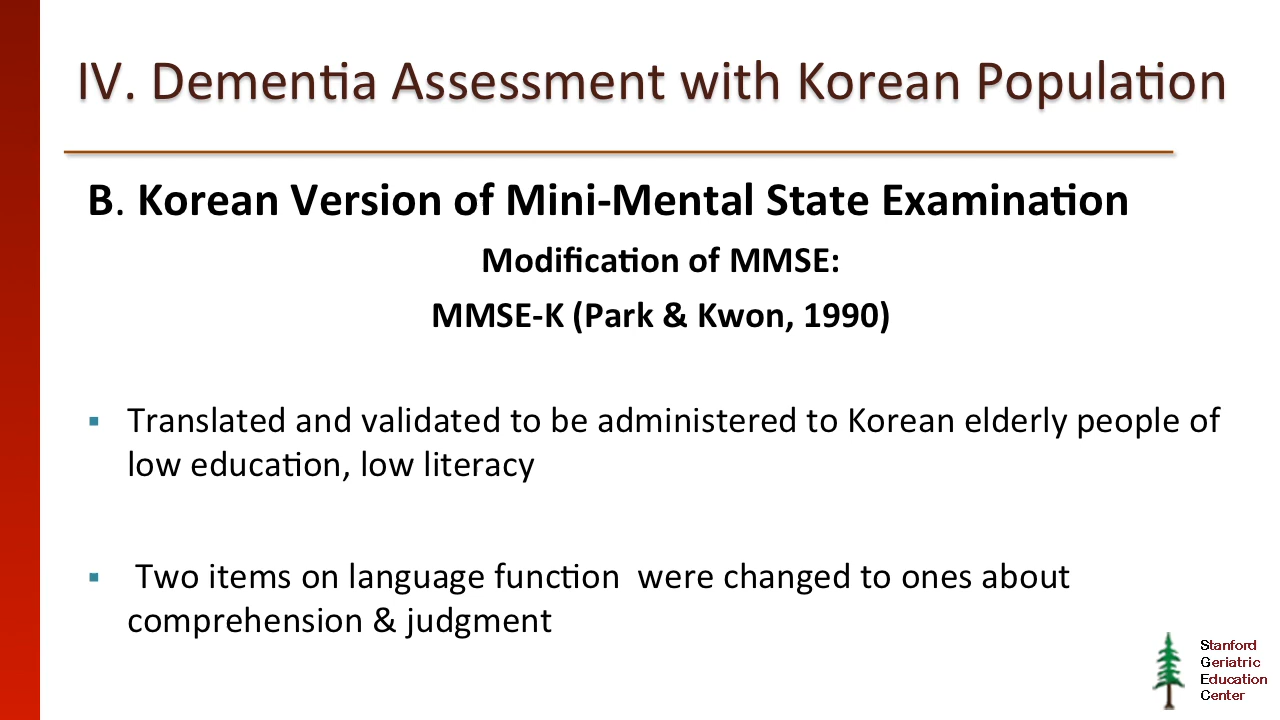 IV. Dementia Assessment with Korean Population
B. Korean Version of Mini-Mental State Examination
Modification of MMSE:
MMSE-K (Park & Kwon, 1990)
▪ Translated and validated to be administered to Korean elderly people of
low education, low literacy
▪ Two items on language function were changed to ones about
comprehension & judgment
Stanford
Geriatric
Education
Center